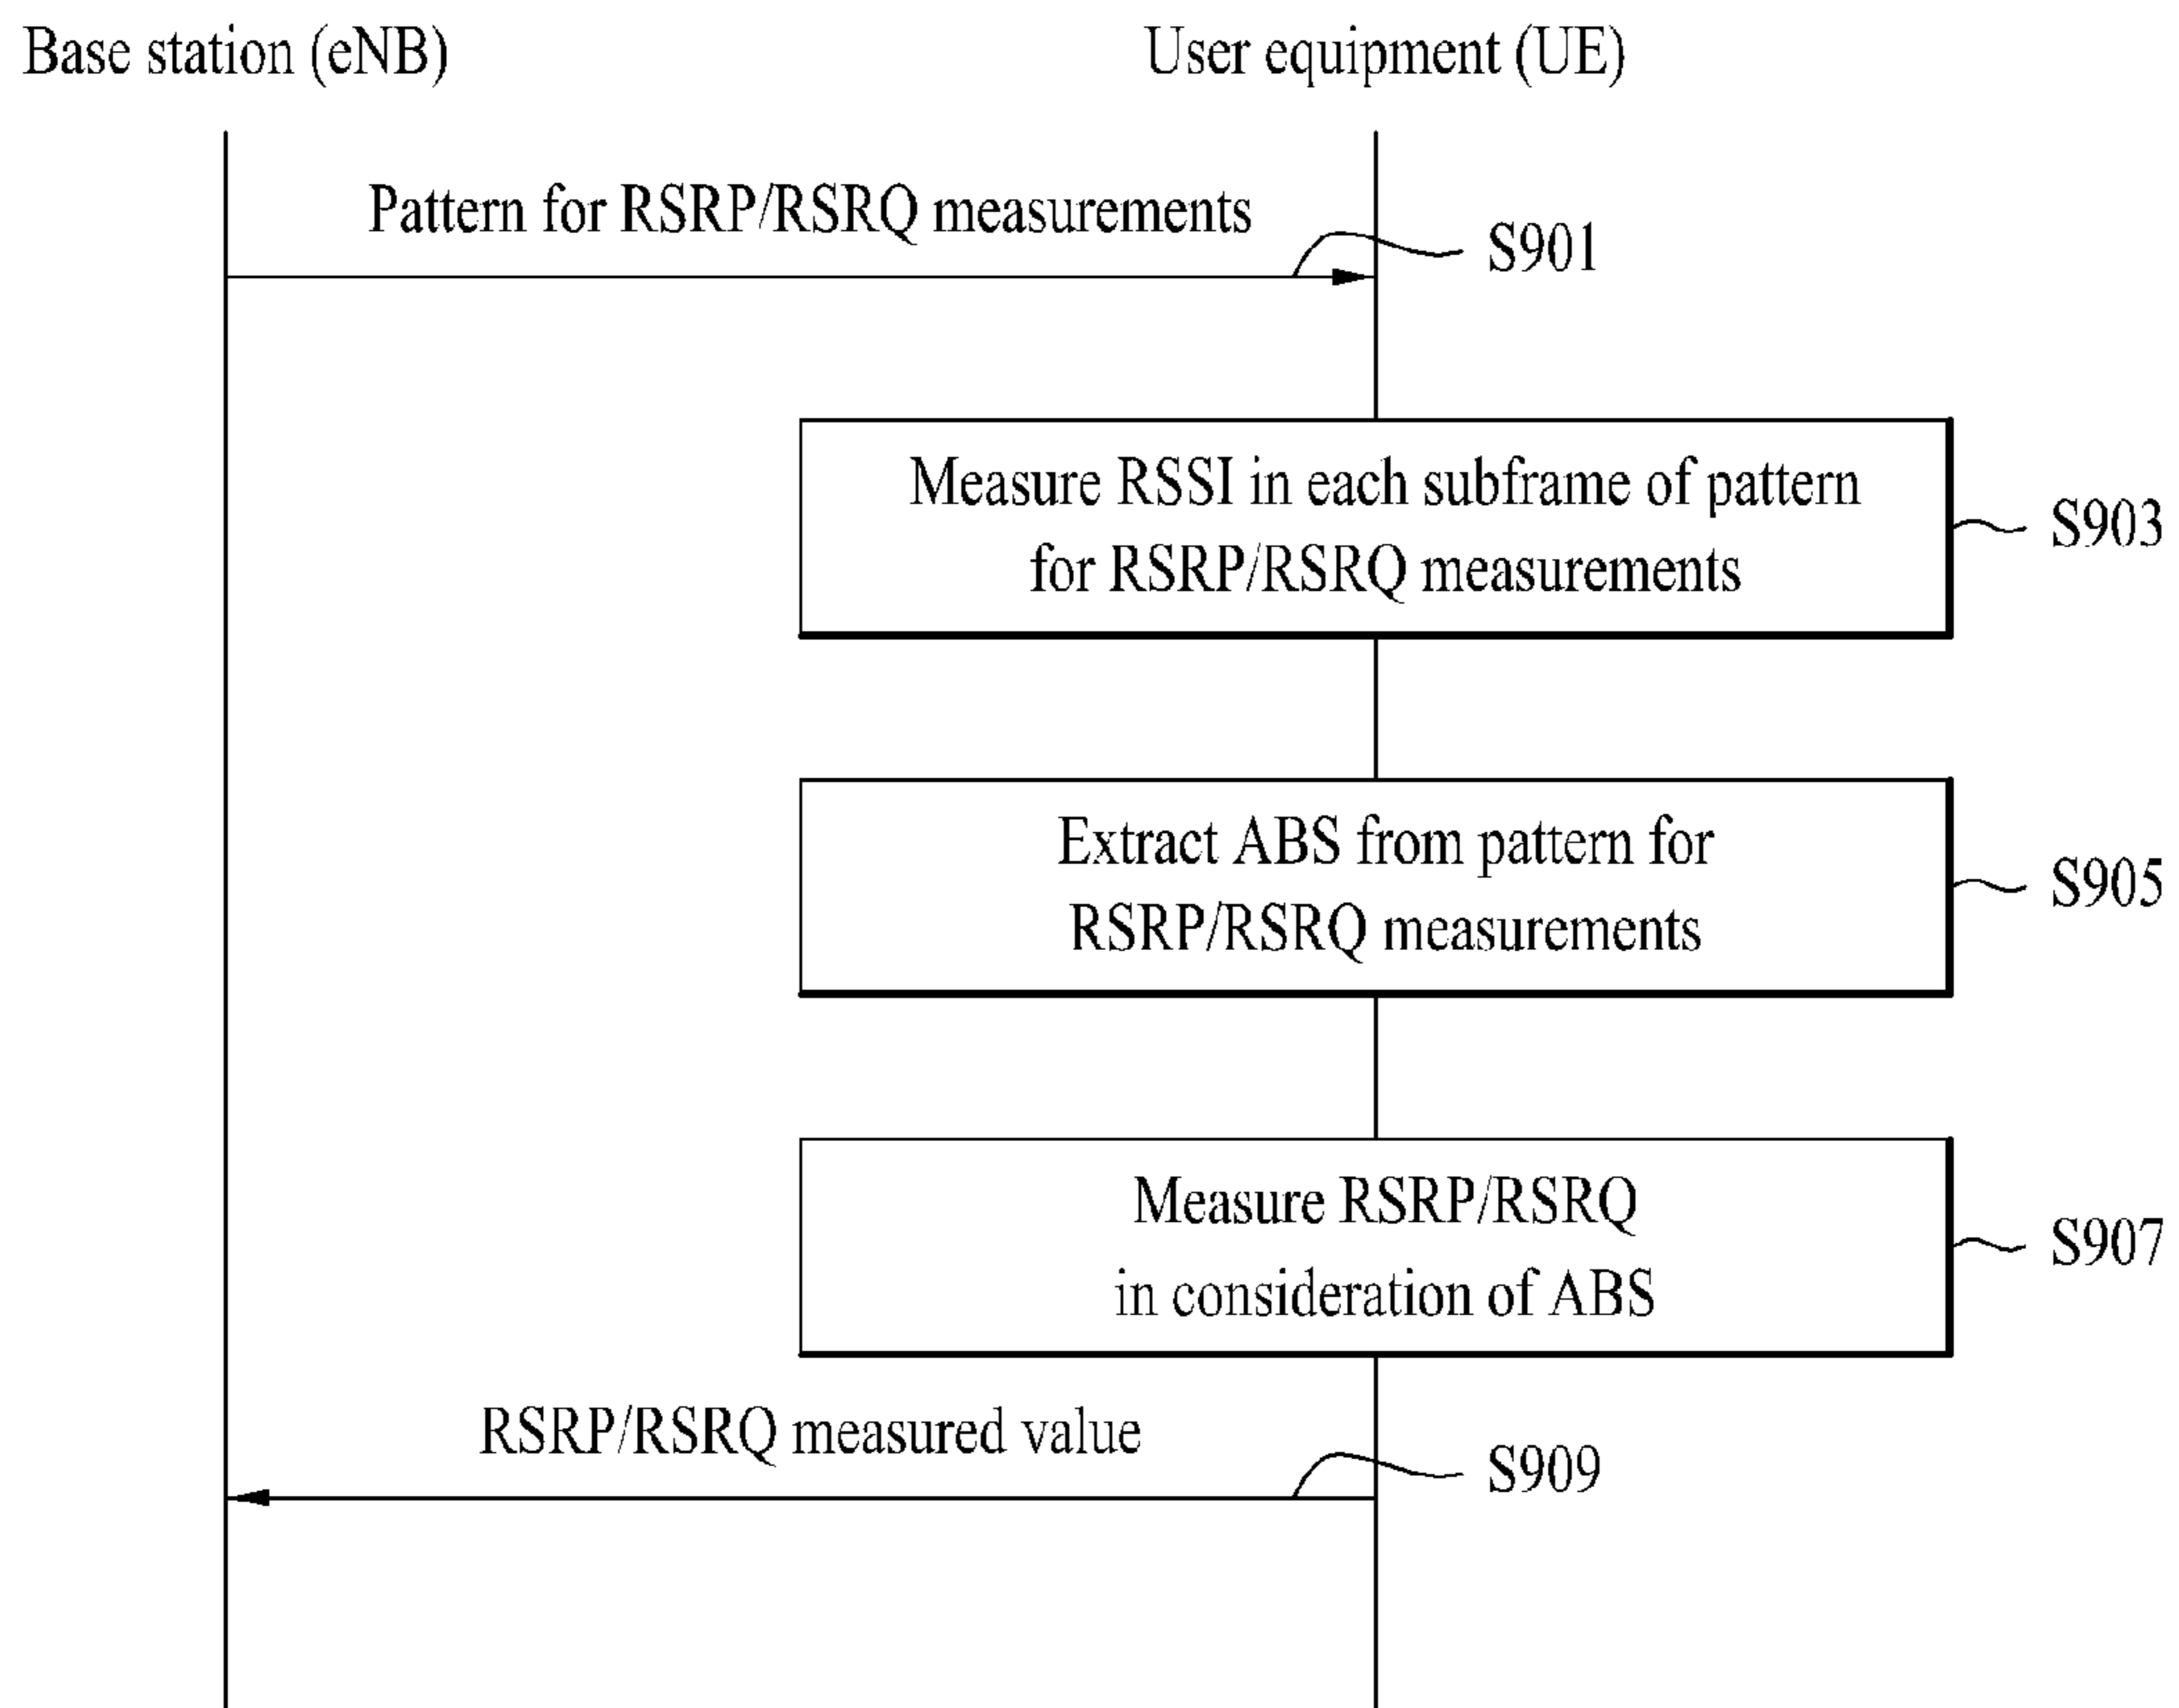 Base station (eNB)
User equipment (UE)
Pattern for RSRP/RSRQ measurements
S901
Measure RSSI in each subframe of pattern
for RSRP/RSRQ measurements
S903
Extract ABS from pattern for
RSRP/RSRQ measurements
S905
Measure RSRP/RSRQ
in consideration of ABS
S907
RSRP/RSRQ measured value
S909